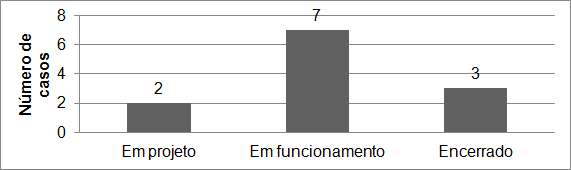 Número de
casos
8
6
4
2
0
2
7
3
Em projeto
Em funcionamento
Encerrado